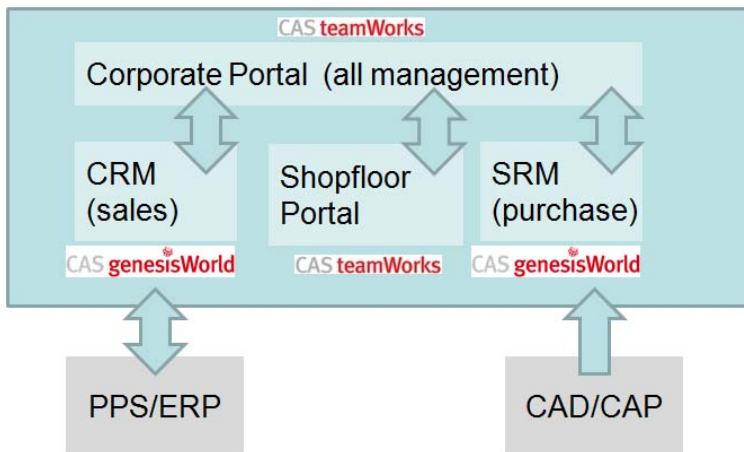 CAS teamWorks
Corporate Portal (all management)
CRM
(sales)
Shopfloor
Portal
SRM
(purchase)
CAS genesisWorld
CAS teamWorks
CAS genesisWorld
PPS/ERP
CAD/CAP